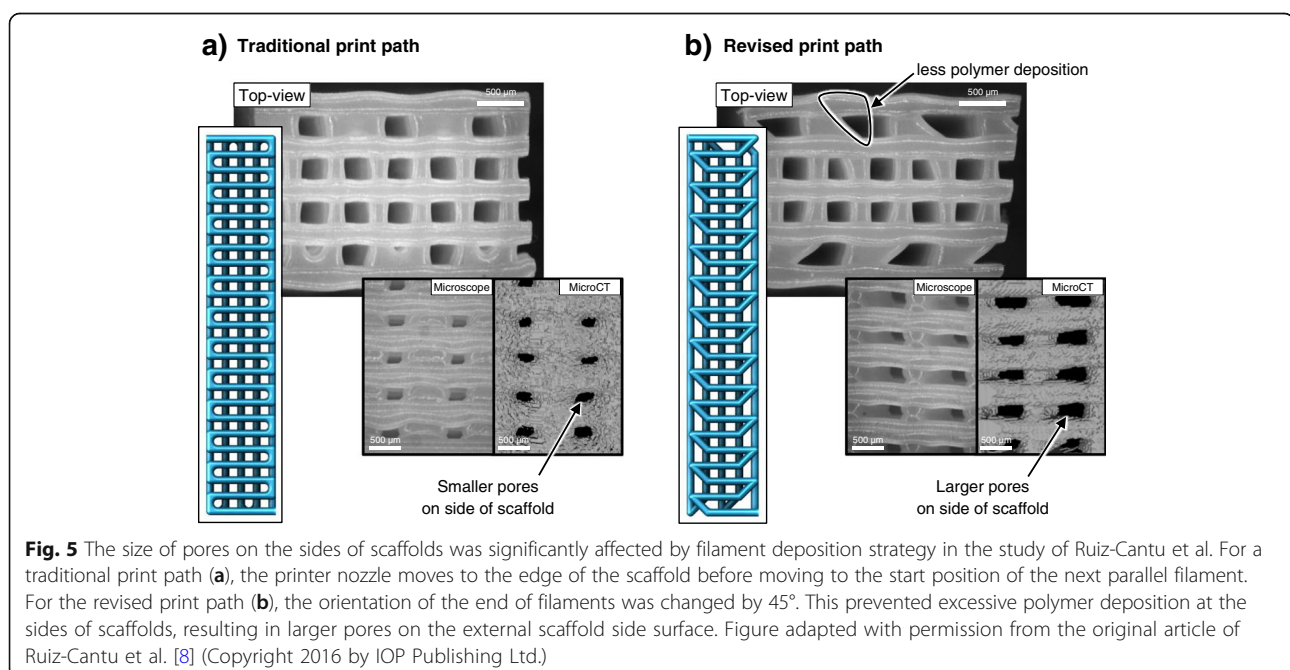 a) Traditional print path
Top-view
500 µm
Microscope
MicroCT
500 µm
500 µm
Smaller pores
on side of scaffold
b) Revised print path
less polymer deposition
Top-view
500 µm
Microscope
MicroCT
500 µm
500 µm
Larger pores
on side of scaffold
Fig. 5 The size of pores on the sides of scaffolds was significantly affected by filament deposition strategy in the study of Ruiz-Cantu et al. For a
traditional print path (a), the printer nozzle moves to the edge of the scaffold before moving to the start position of the next parallel filament.
For the revised print path (b), the orientation of the end of filaments was changed by 45°. This prevented excessive polymer deposition at the
sides of scaffolds, resulting in larger pores on the external scaffold side surface. Figure adapted with permission from the original article of
Ruiz-Cantu et al. [8] (Copyright 2016 by IOP Publishing Ltd.)